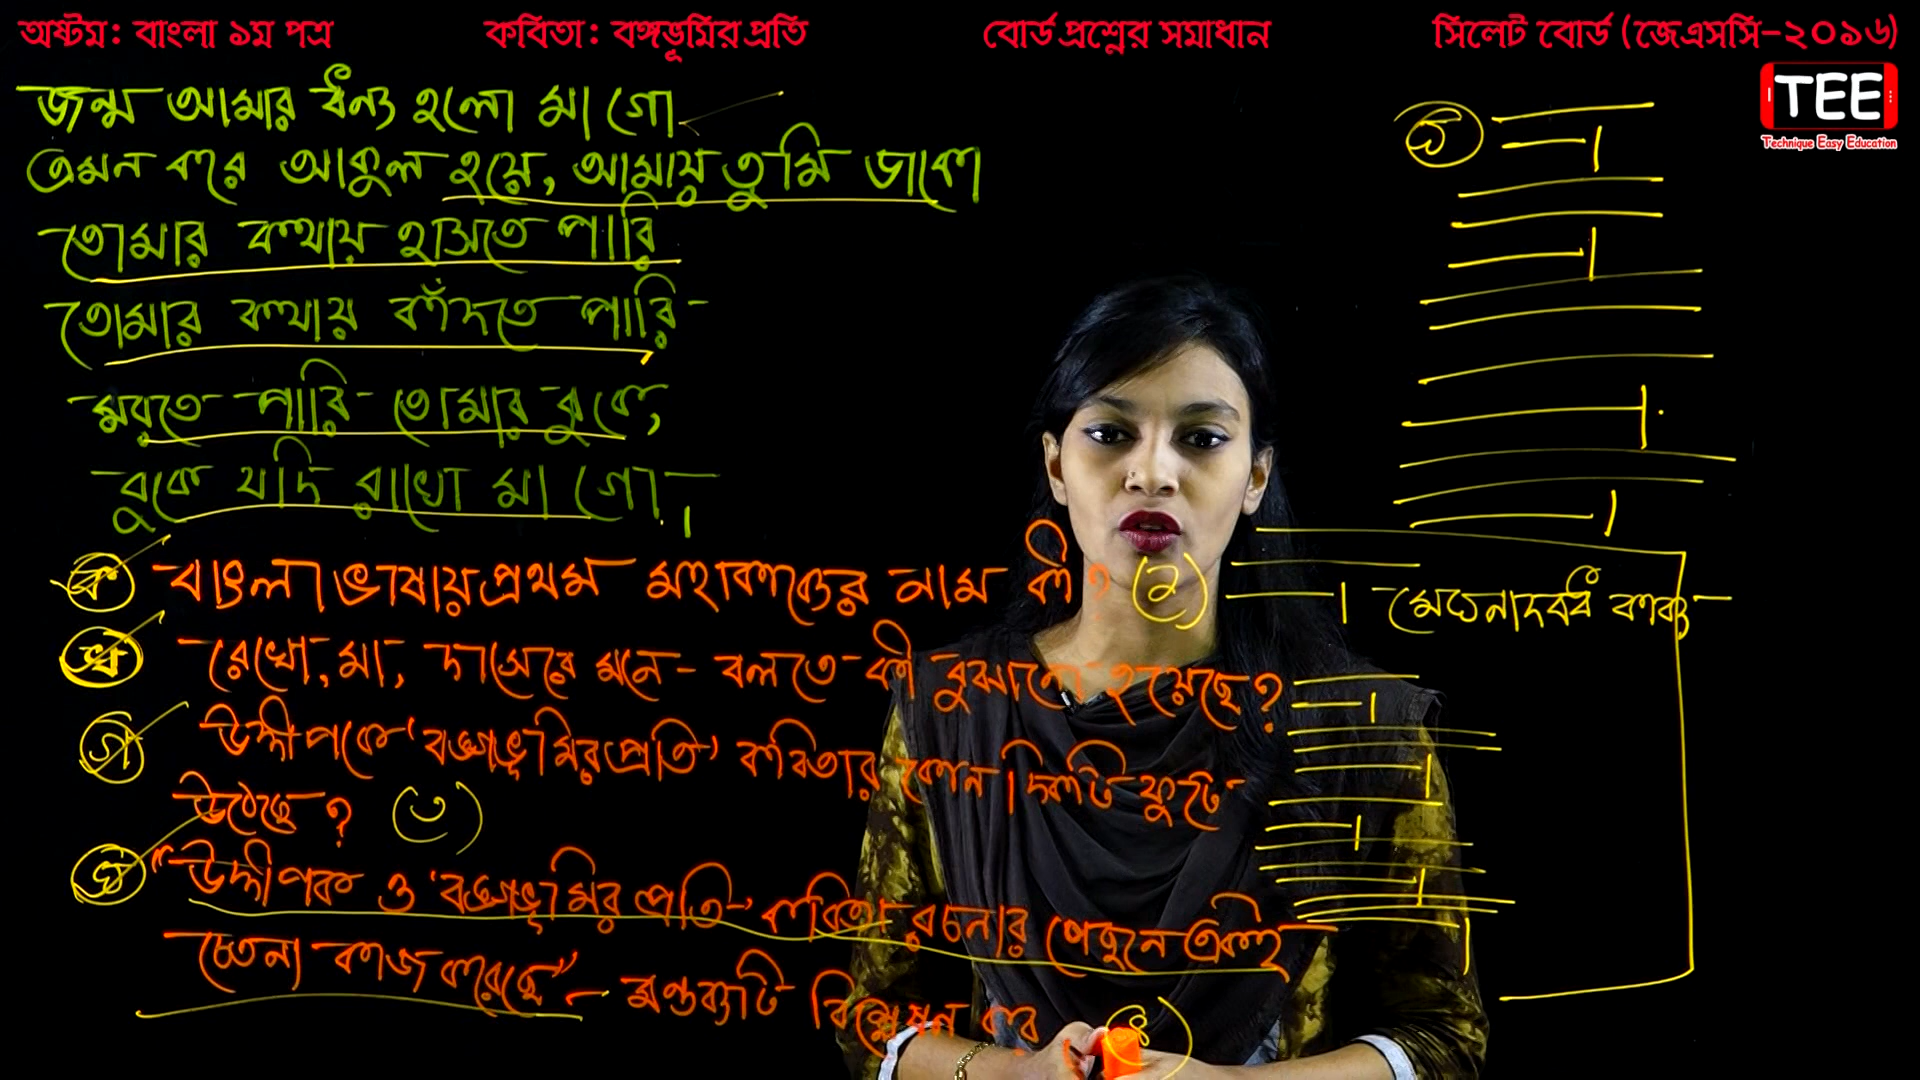 অষ্টম: বাংলা ১ম পত্র
কবিতা: বঙ্গভূমির প্রতি
বোর্ড প্রশ্নের সমাধান
সিলেট বোর্ড (জেএসসি-২০১৬)
TEE
Technique Easy Education
জন্ম আমার ধন্য হলো মা গো
এমন করে আকুল হয়ে, আমায় তুমি ডাকো
তোমার কথায় হাসতে পারি
তোমার কথায় কাঁদতে পারি
মরতে পারি তোমার বুকে,
বুকে যদি রাখো মা গো।
ক বাংলা ভাষায় প্রথম মহাকাব্যের নাম কী?
মেঘনাদবধ কাব্য
খ রেখো, মা, দাসেরে মনে- বলতে কী বুঝানো হয়েছে?
গ উদ্দীপকে 'বঙ্গভূমির প্রতি' কবিতার কোন দিকটি ফুটে
উঠেছে? (৩)
ঘ "উদ্দীপক ও 'বঙ্গভূমির প্রতি' কবিতা রচনার পেছনে একই
চেতনা কাজ করেছে"- মন্তব্যটি বিশ্লেষন কর (৪)